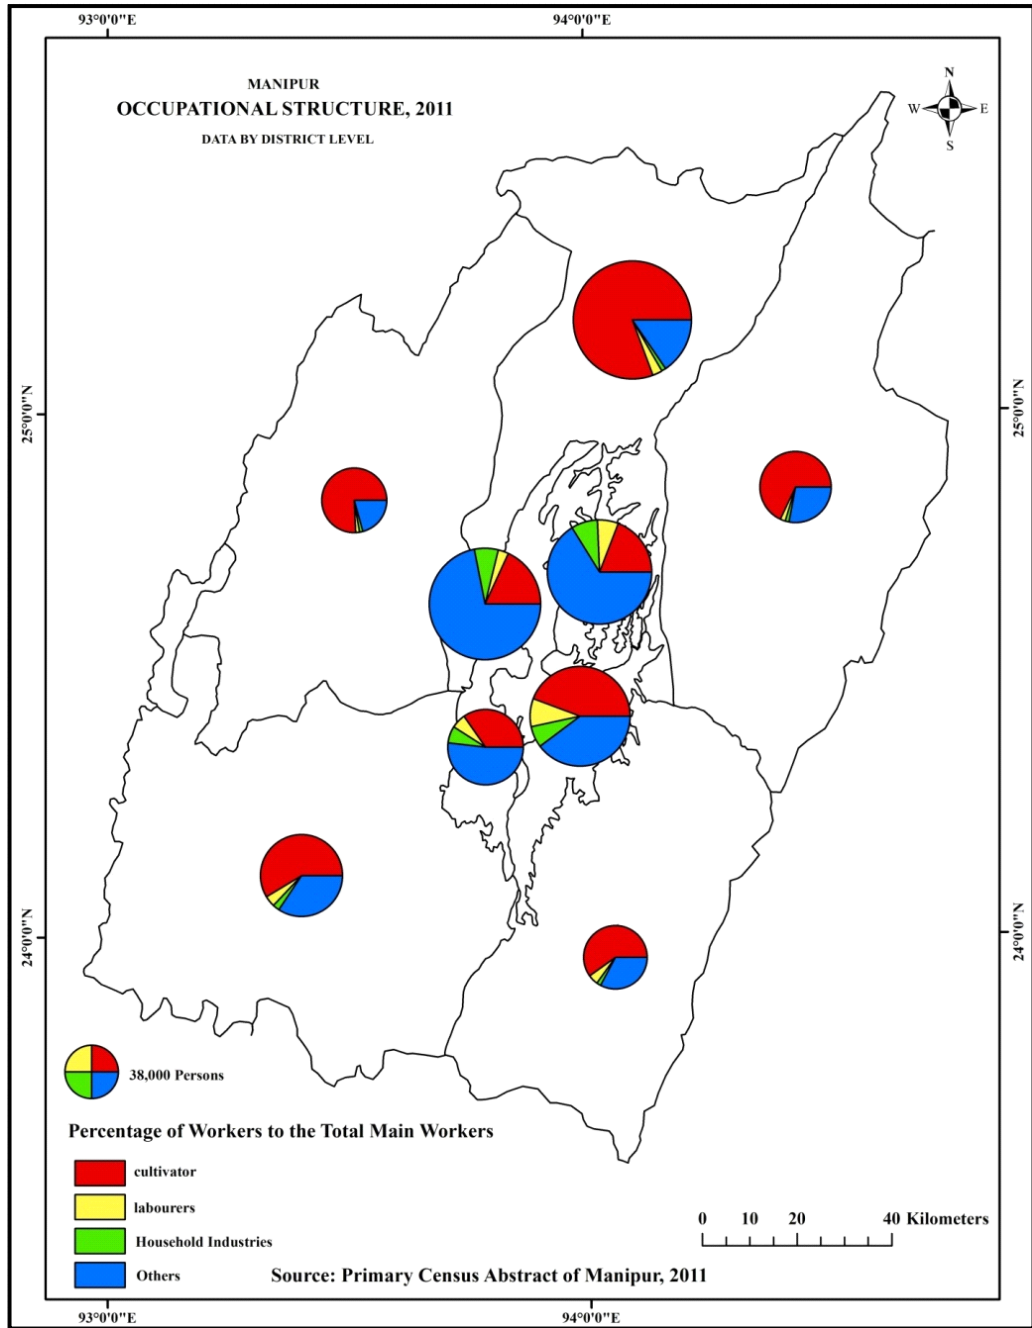 93°0'0"E 94°0'0"E
MANIPUR
OCCUPATIONAL STRUCTURE, 2011
DATA BY DISTRICT LEVEL
N
W E
S
25°0'0"N 25°0'0"N
24°0'0"N 24°0'0"N
38,000 Persons
Percentage of Workers to the Total Main Workers
cultivator
labourers
Household Industries
Others
0 10 20 40 Kilometers
Source: Primary Census Abstract of Manipur, 2011
93°0'0"E 94°0'0"E